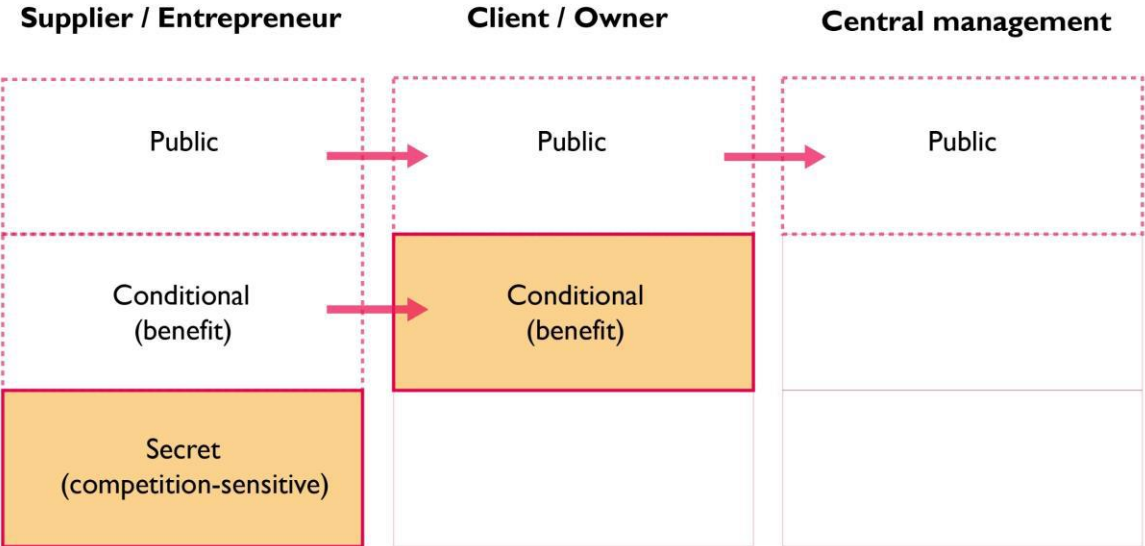 Supplier / Entrepreneur
Client / Owner
Central management
Public
Public
Public
Conditional
(benefit)
Conditional
(benefit)
Secret
(competition-sensitive)